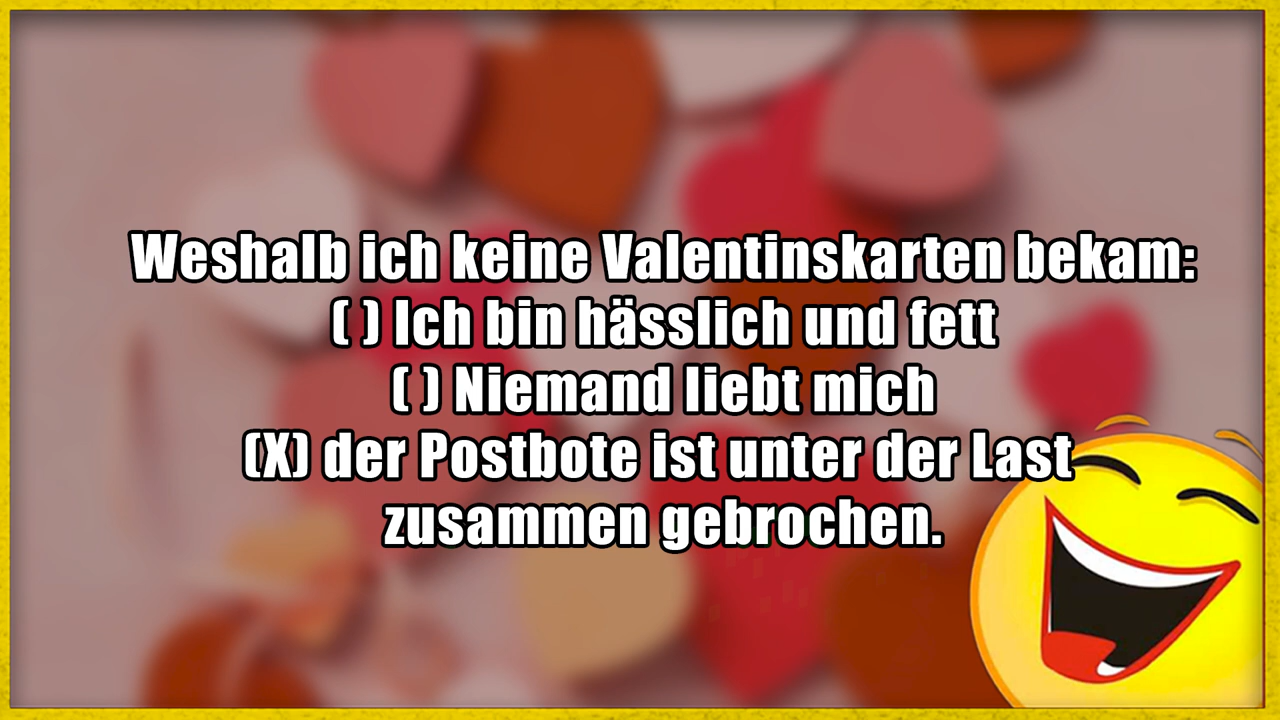 Weshalb ich keine Valentinskarten bekam:
( ) Ich bin hässlich und fett
( ) Niemand liebt mich
(X) der Postbote ist unter der Last
zusammen gebrochen.